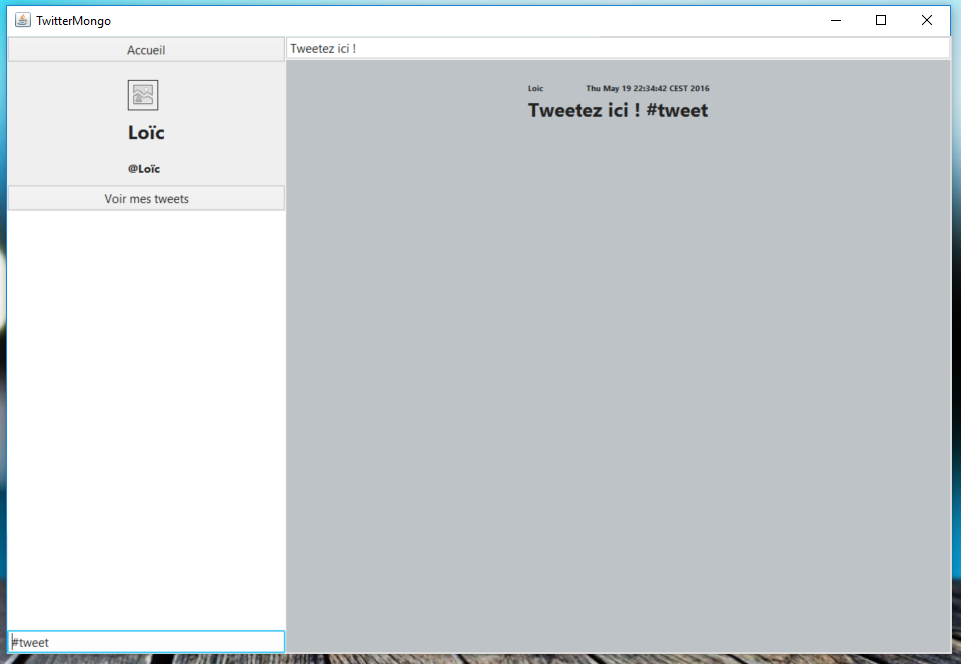 TwitterMongo
Accueil
Loïc
@Loïc
Voir mes tweets
#tweet
Tweetez ici !
Loic Thu May 19 22:34:42 CEST 2016
Tweetez ici ! #tweet